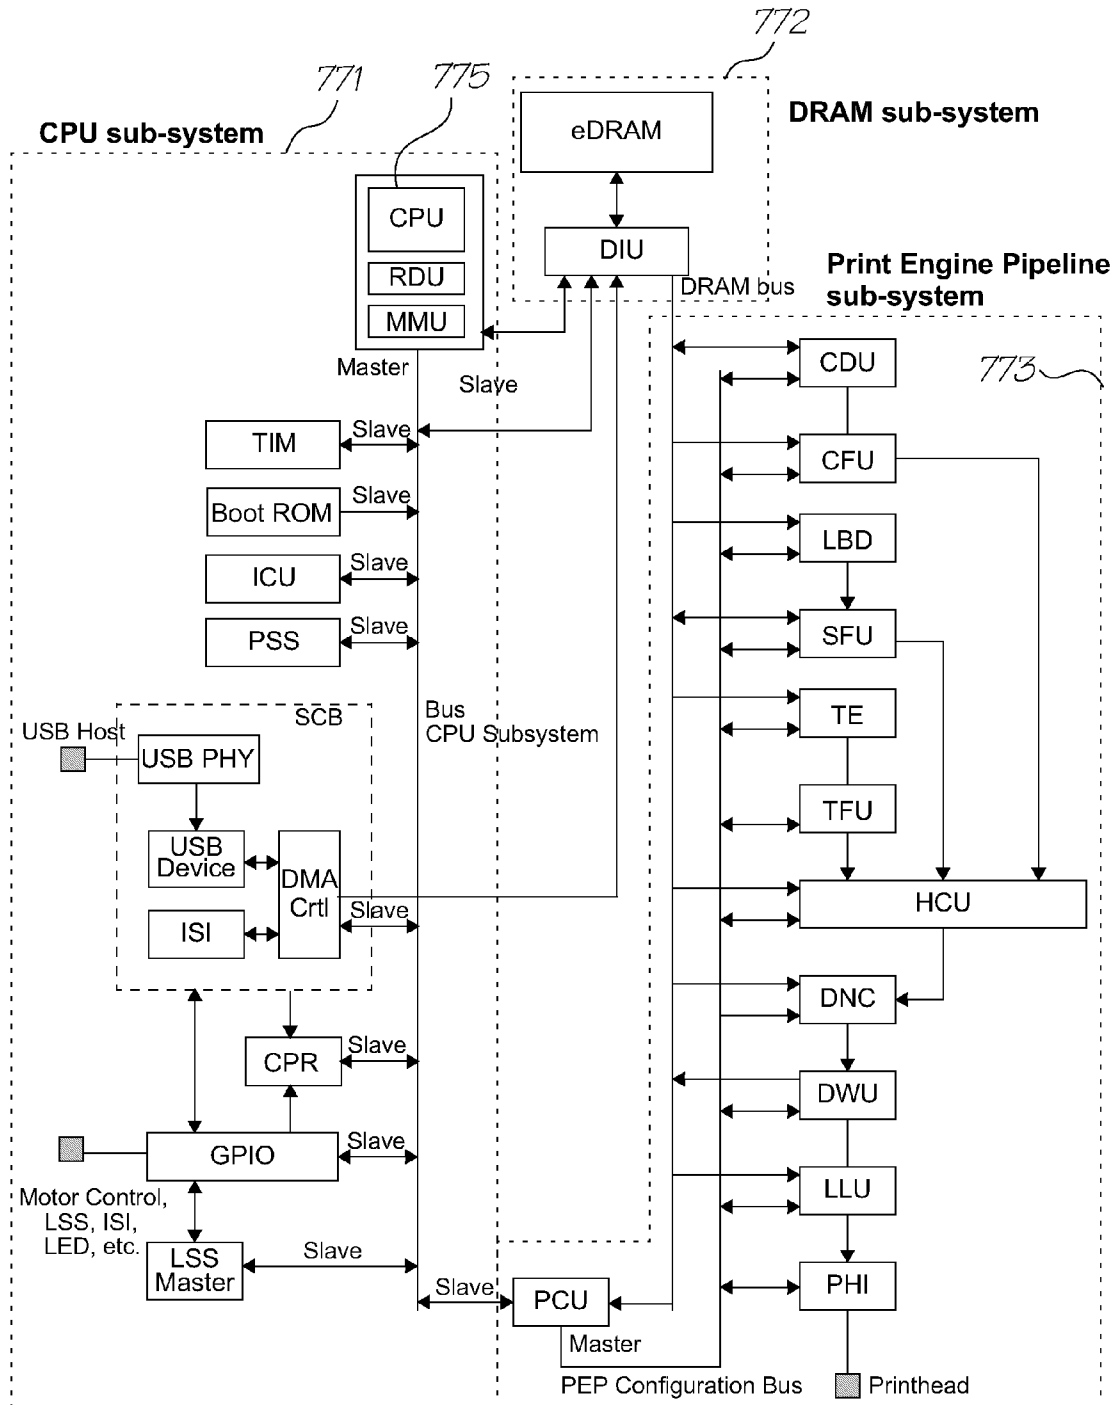 772
771
775
CPU sub-system
DRAM sub-system
eDRAM
CPU
DIU
RDU
MMU
DRAM bus
Print Engine Pipeline
sub-system
773
Master
Slave
CDU
TIM
Slave
CFU
Boot ROM
Slave
LBD
ICU
Slave
PSS
Slave
SFU
SCB
Bus
CPU Subsystem
TE
USB Host
USB PHY
TFU
USB
Device
DMA
Crtl
ISI
Slave
HCU
DNC
CPR
Slave
DWU
GPIO
Slave
Motor Control,
LSS, ISI,
LED, etc.
LLU
LSS
Master
Slave
Slave
PCU
PHI
Master
PEP Configuration Bus
Printhead